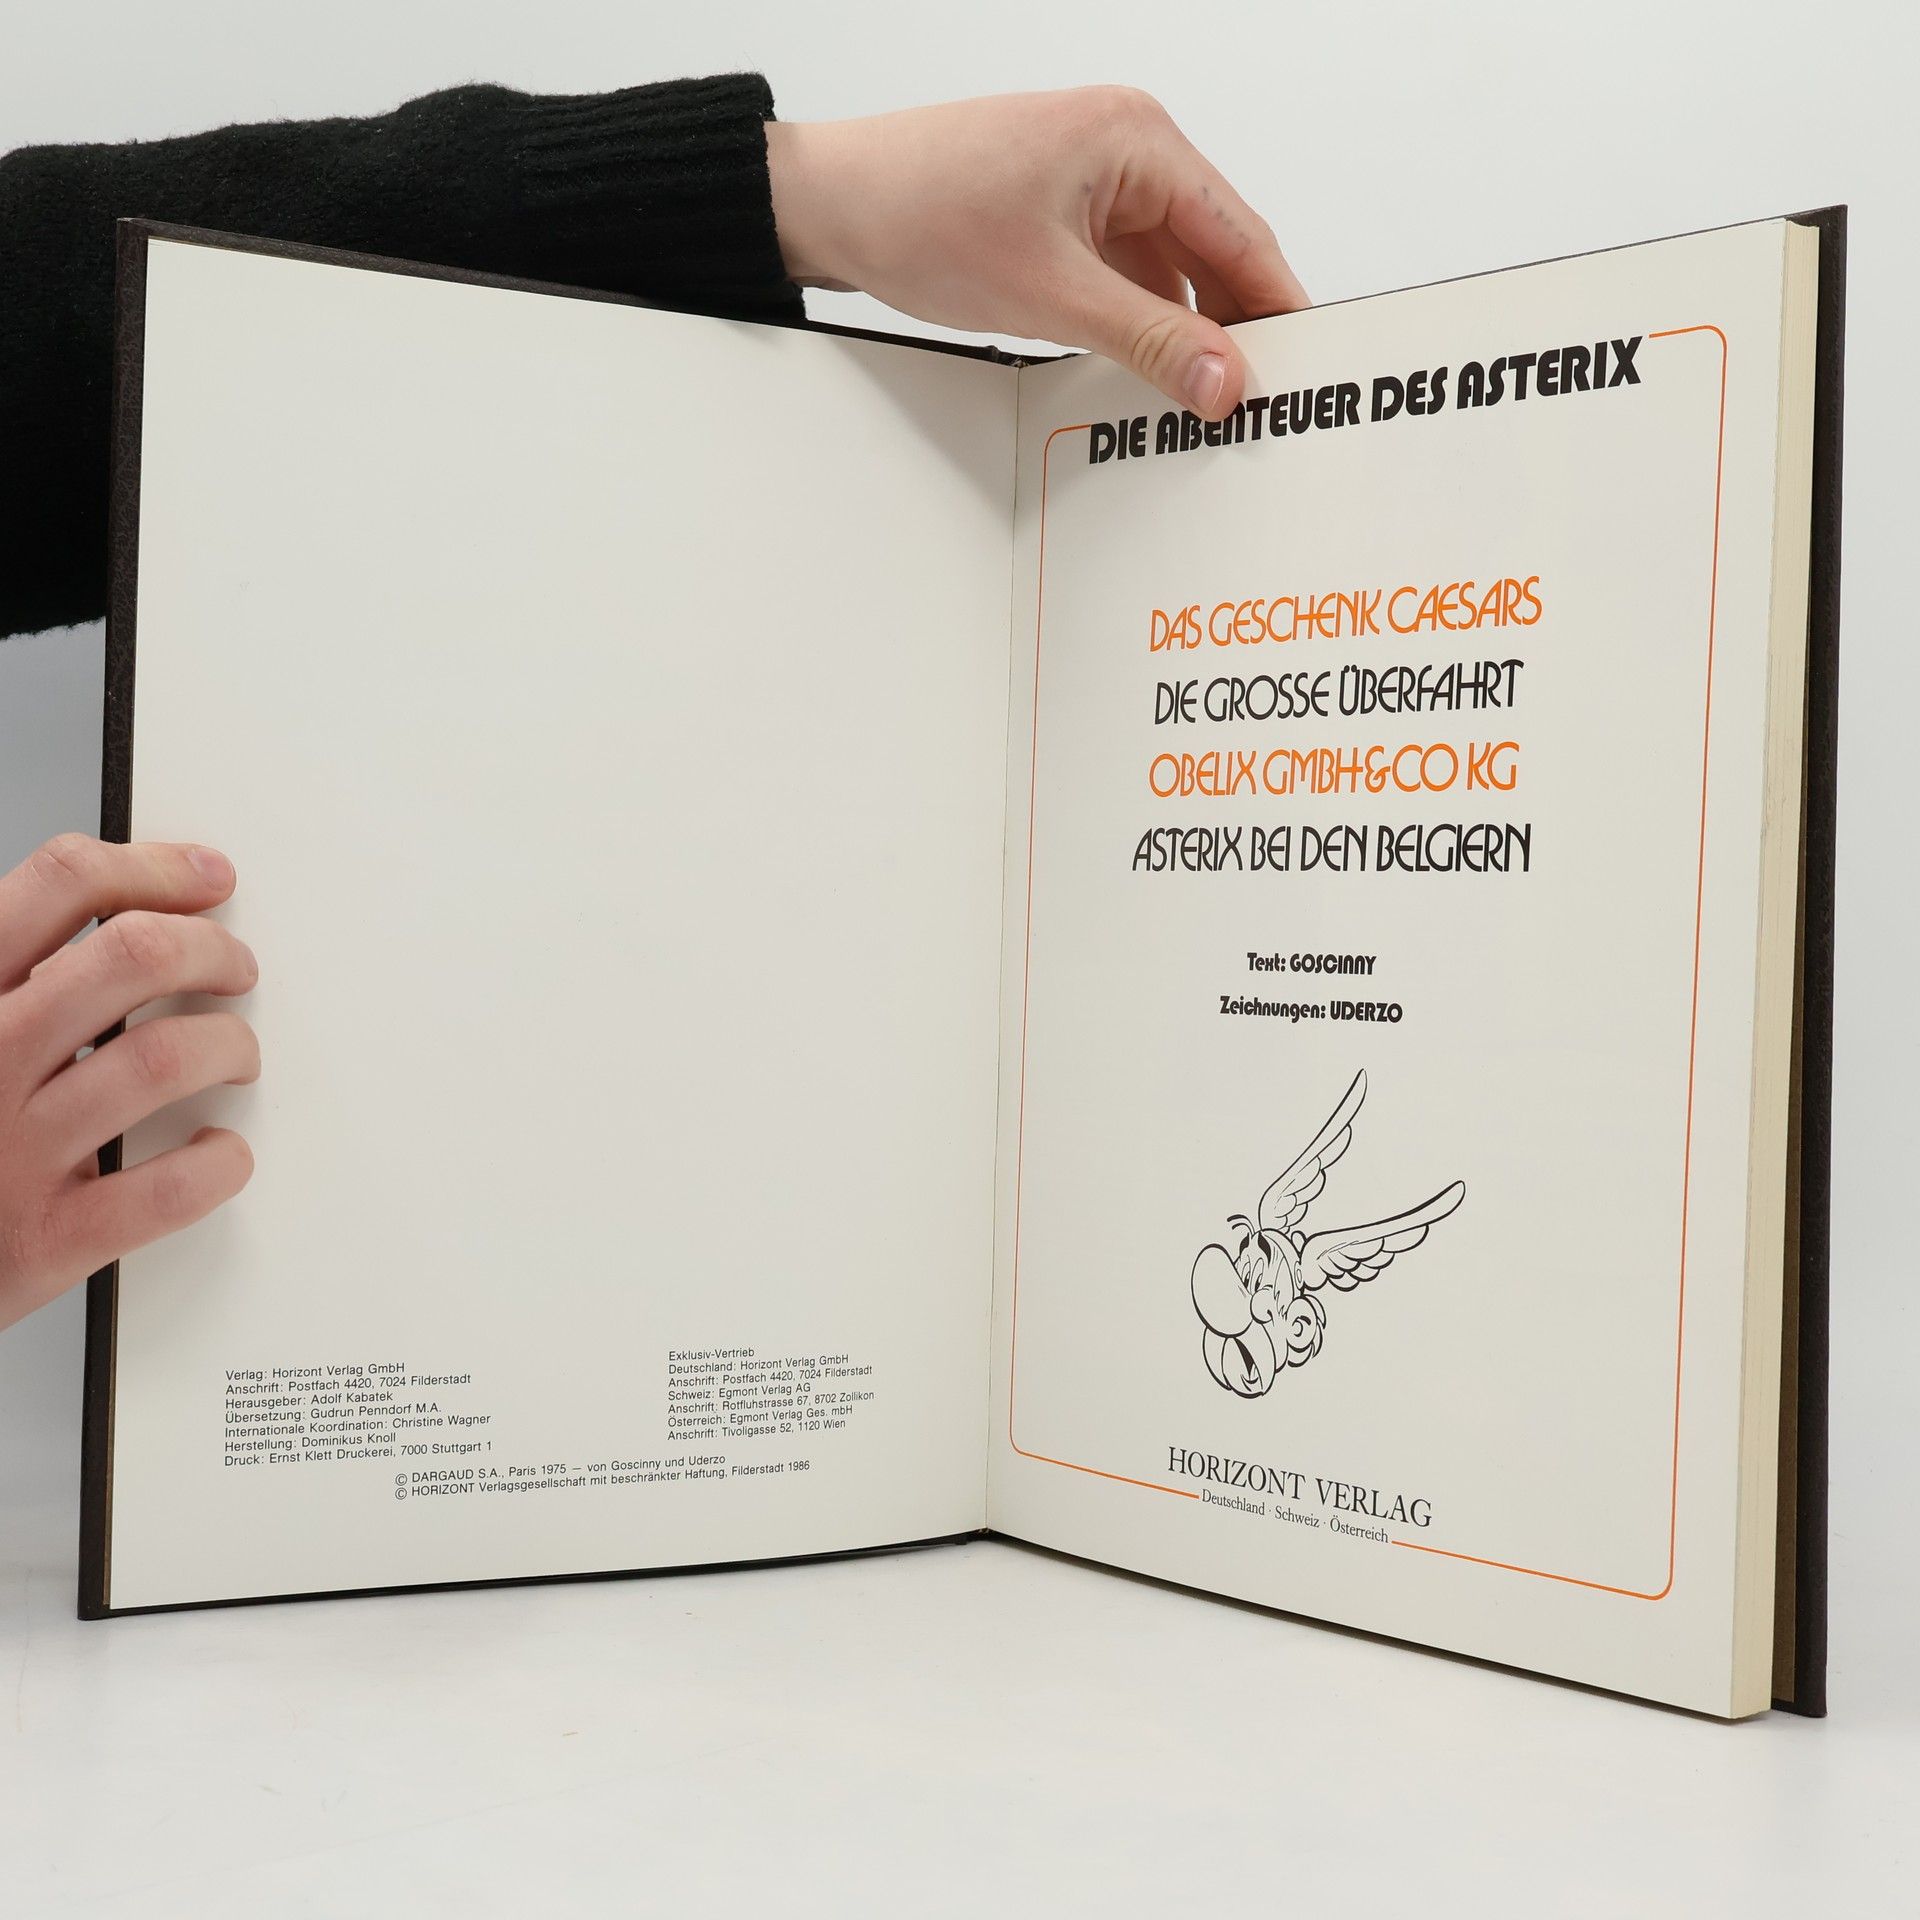 Verlag: Horizont Verlag GmbH
Anschrift: Postfach 4420, 7024 Filderstadt
Herausgeber: Adolf Kabatek
Übersetzung: Gudrun Penndorf M.A.
Internationale Koordination: Christine Wagner
Herstellung: Dominikus Knoll
Druck: Ernst Klett Druckerei, 7000 Stuttgart 1
Exklusiv-Vertrieb
Deutschland: Horizont Verlag GmbH
Anschrift: Postfach 4420, 7024 Filderstadt
Schweiz: Egmont Verlag AG
Anschrift: Rotfluhstrasse 67, 8702 Zollikon
Österreich: Egmont Verlag Ges. mbH
Anschrift: Tivoligasse 52, 1120 Wien
© DARGAUD S.A., Paris 1975 — von Goscinny und Uderzo
© HORIZONT Verlagsgesellschaft mit beschränkter Haftung, Filderstadt 1986
DIE ABENTEUER DES ASTERIX
DAS GESCHENK CAESARS
DIE GROSSE ÜBERFAHRT
OBELIX GMBH & CO KG
ASTERIX BEI DEN BELGIERN
Text: GOSCINNY
Zeichnungen: UDERZO
HORIZONT VERLAG
Deutschland · Schweiz · Österreich